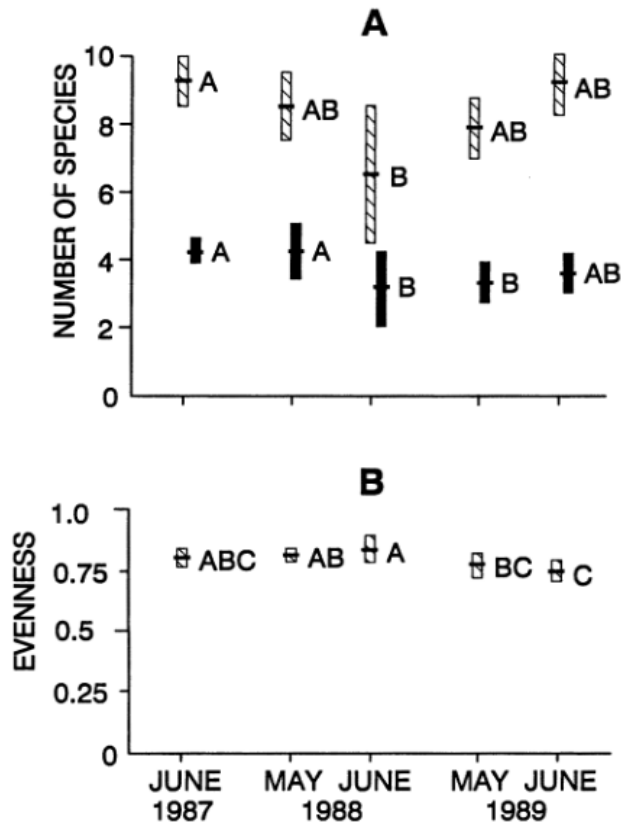 A
NUMBER OF SPECIES
10
8
6
4
2
0
A
AB
B
AB
AB
A
A
B
B
AB
B
EVENNESS
1.0
0.75
0.5
0.25
0
ABC
AB
A
BC
C
JUNE MAY JUNE MAY JUNE
1987 1988 1989